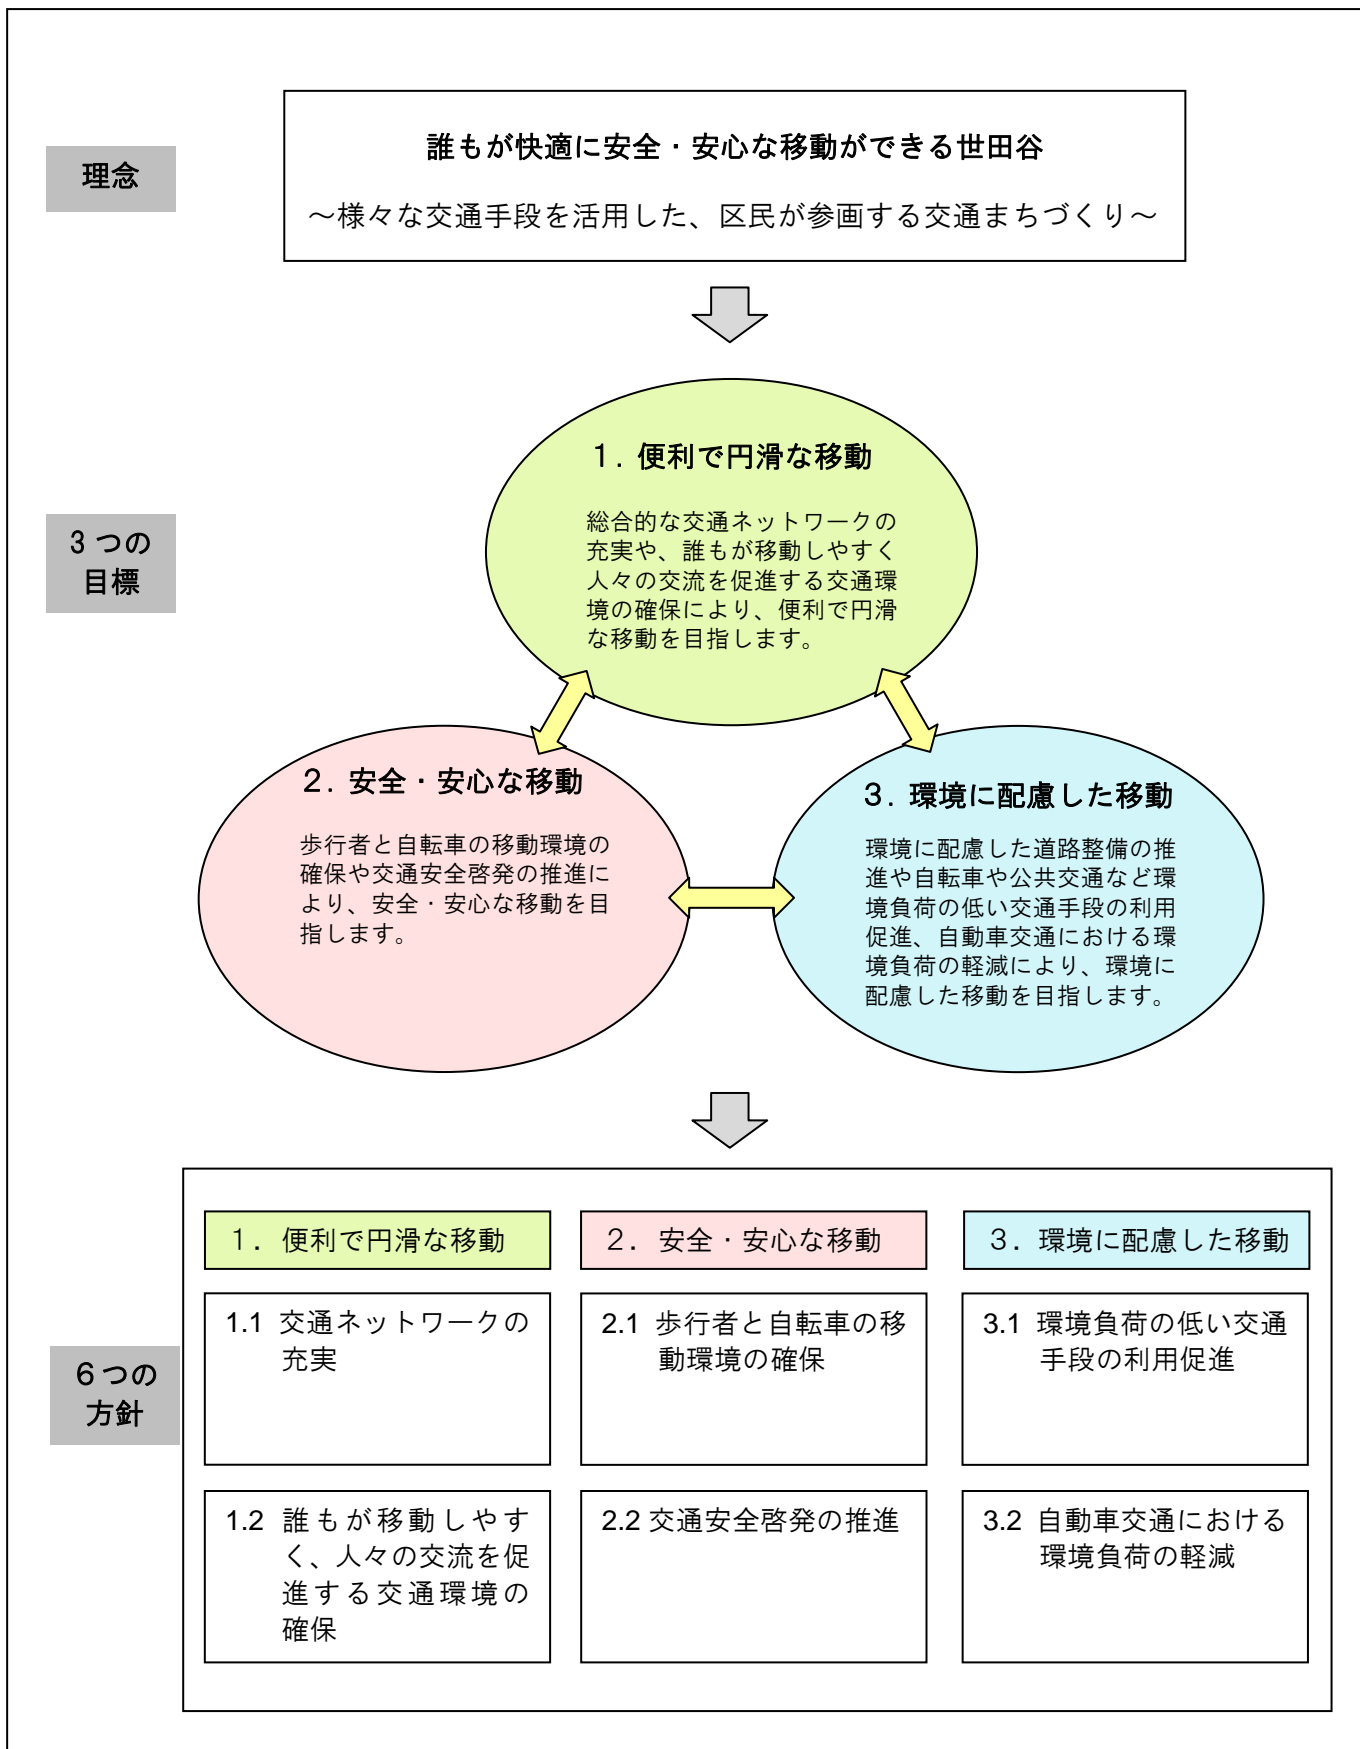 理念
誰もが快適に安全・安心な移動ができる世田谷
～様々な交通手段を活用した、区民が参画する交通まちづくり～
3つの
目標
1．便利で円滑な移動
総合的な交通ネットワークの
充実や、誰もが移動しやすく
人々の交流を促進する交通環
境の確保により、便利で円滑
な移動を目指します。
2．安全・安心な移動
歩行者と自転車の移動環境の
確保や交通安全啓発の推進に
より、安全・安心な移動を目
指します。
3．環境に配慮した移動
環境に配慮した道路整備の推
進や自転車や公共交通など環
境負荷の低い交通手段の利用
促進、自動車交通における環
境負荷の軽減により、環境に
配慮した移動を目指します。
6つの
方針
1．便利で円滑な移動
1.1 交通ネットワークの
充実
1.2 誰もが移動しやす
く、人々の交流を促
進する交通環境の
確保
2．安全・安心な移動
2.1 歩行者と自転車の移
動環境の確保
2.2 交通安全啓発の推進
3．環境に配慮した移動
3.1 環境負荷の低い交通
手段の利用促進
3.2 自動車交通における
環境負荷の軽減